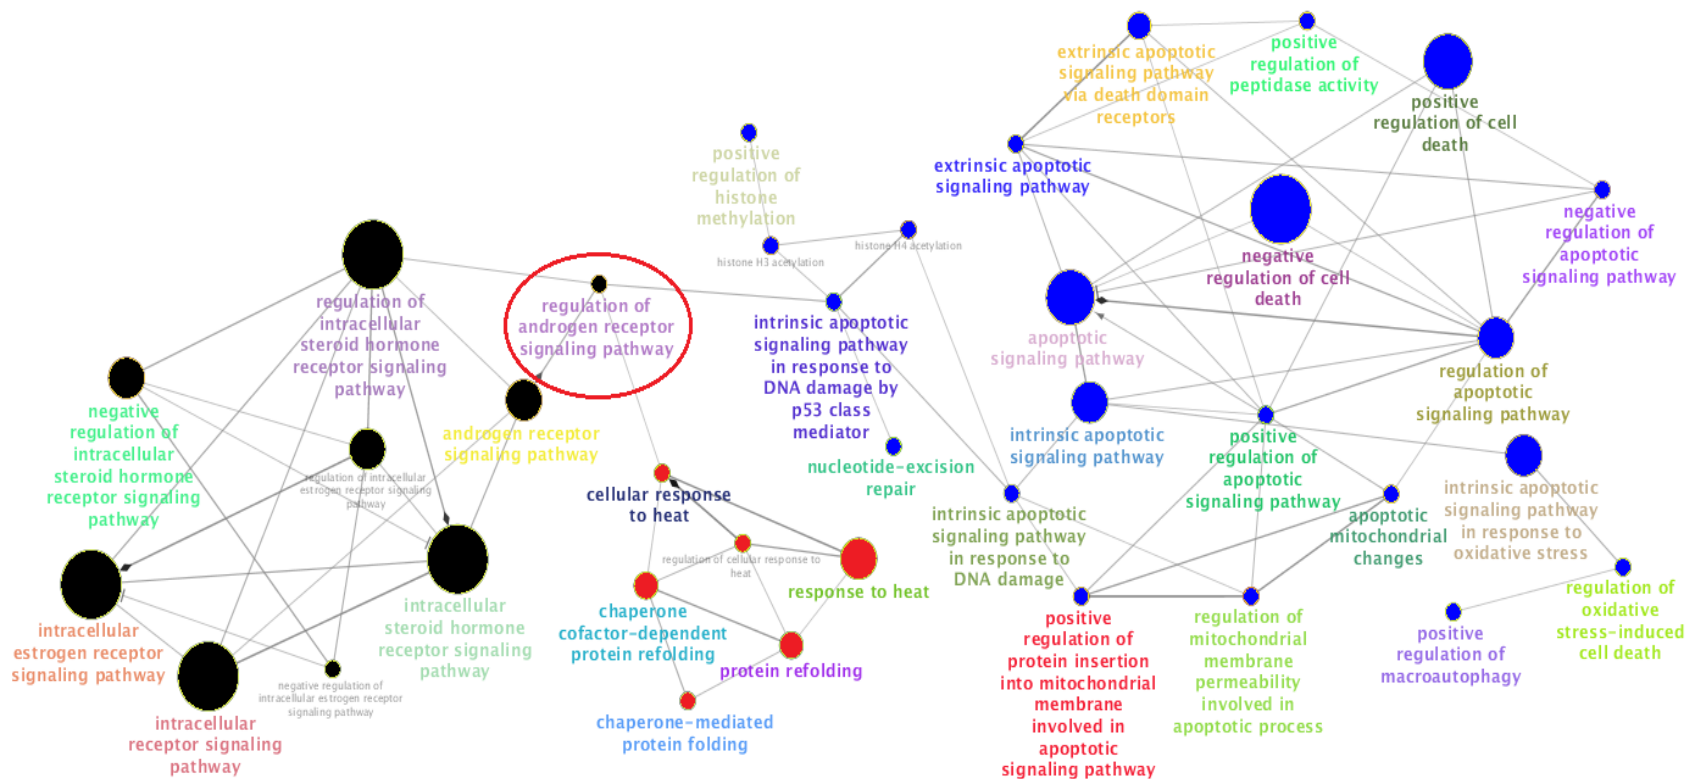 extrinsic apoptotic
signaling pathway
via death domain
receptors
positive
regulation of
peptidase activity
positive
regulation of cell
death
positive
regulation of
histone
methylation
extrinsic apoptotic
signaling pathway
negative
regulation of
apoptotic
signaling pathway
histone H4 acetylation
histone H3 acetylation
negative
regulation of cell
death
regulation of
intracellular
steroid hormone
receptor signaling
pathway
regulation of
androgen receptor
signaling pathway
intrinsic apoptotic
signaling pathway
in response to
DNA damage by
p53 class
mediator
apoptotic
signaling pathway
regulation of
apoptotic
signaling pathway
negative
regulation of
intracellular
steroid hormone
receptor signaling
pathway
androgen receptor
signaling pathway
intrinsic apoptotic
signaling pathway
positive
regulation of
apoptotic
signaling pathway
nucleotide-excision
repair
regulation of intracellular
estrogen receptor signaling
pathway
cellular response
to heat
intrinsic apoptotic
signaling pathway
in response to
DNA damage
apoptotic
mitochondrial
changes
intrinsic apoptotic
signaling pathway
in response to
oxidative stress
regulation of cellular response to
heat
response to heat
intracellular
estrogen receptor
signaling pathway
intracellular
steroid hormone
receptor signaling
pathway
chaperone
cofactor-dependent
protein refolding
protein refolding
positive
regulation of
protein insertion
into mitochondrial
membrane
involved in
apoptotic
signaling pathway
regulation of
mitochondrial
membrane
permeability
involved in
apoptotic process
positive
regulation of
macroautophagy
regulation of
oxidative
stress-induced
cell death
negative regulation of
intracellular estrogen receptor
signaling pathway
intracellular
receptor signaling
pathway
chaperone-mediated
protein folding